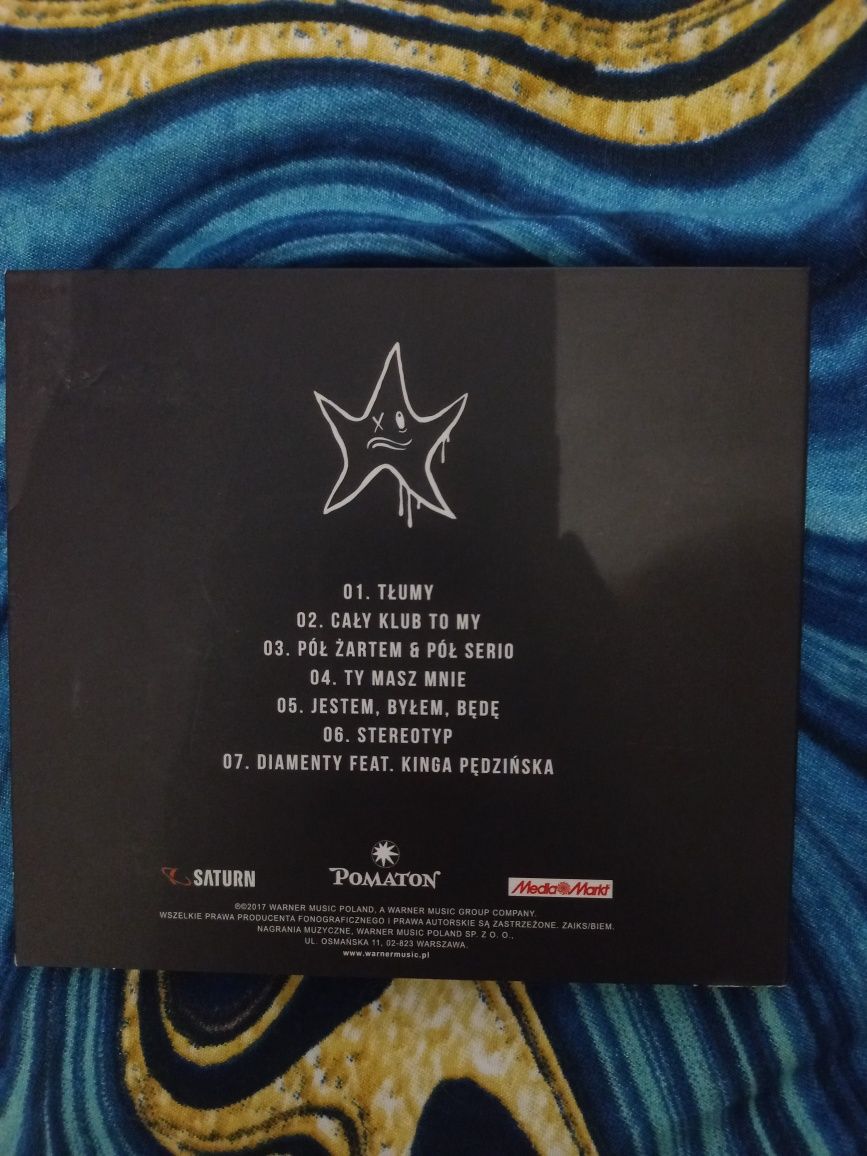 01. TŁUMY
02. CAŁY KLUB TO MY
03. PÓŁ ŻARTEM & PÓŁ SERIO
04. TY MASZ MNIE
05. JESTEM, BYŁEM, BĘDĘ
06. STEREOTYP
07. DIAMENTY FEAT. KINGA PĘDZIŃSKA
SATURN POMATON Media Markt
℗©2017 WARNER MUSIC POLAND, A WARNER MUSIC GROUP COMPANY.
WSZELKIE PRAWA PRODUCENTA FONOGRAFICZNEGO I PRAWA AUTORSKIE SĄ ZASTRZEŻONE. ZAIKS/BIEM.
NAGRANIA MUZYCZNE, WARNER MUSIC POLAND SP. Z O. O.,
UL. OSMAŃSKA 11, 02-823 WARSZAWA.
www.warnermusic.pl